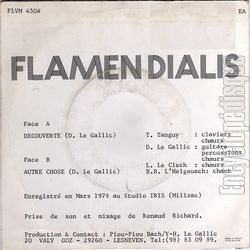 FLVM 4504 EA
FLAMEN DIALIS
Face A
DECOUVERTE (D. Le Gallic) T. Tanguy : claviers
chœurs
D. Le Gallic : guitare
percussions
Face B chœurs
L. Le Clech : chœurs
AUTRE CHOSE (D. Le Gallic) B.B. L'Helgouach: chant
Enregistré en Mars 1978 au Studio IRIS (Milizac)
Prise de son et mixage de Renaud Richard.
Production & Contact : Piou-Piou Bach/Y-H. Le Gallic
20 VALY GOZ - 29260 - LESNEVEN. Tel:(98) 83 09 89.